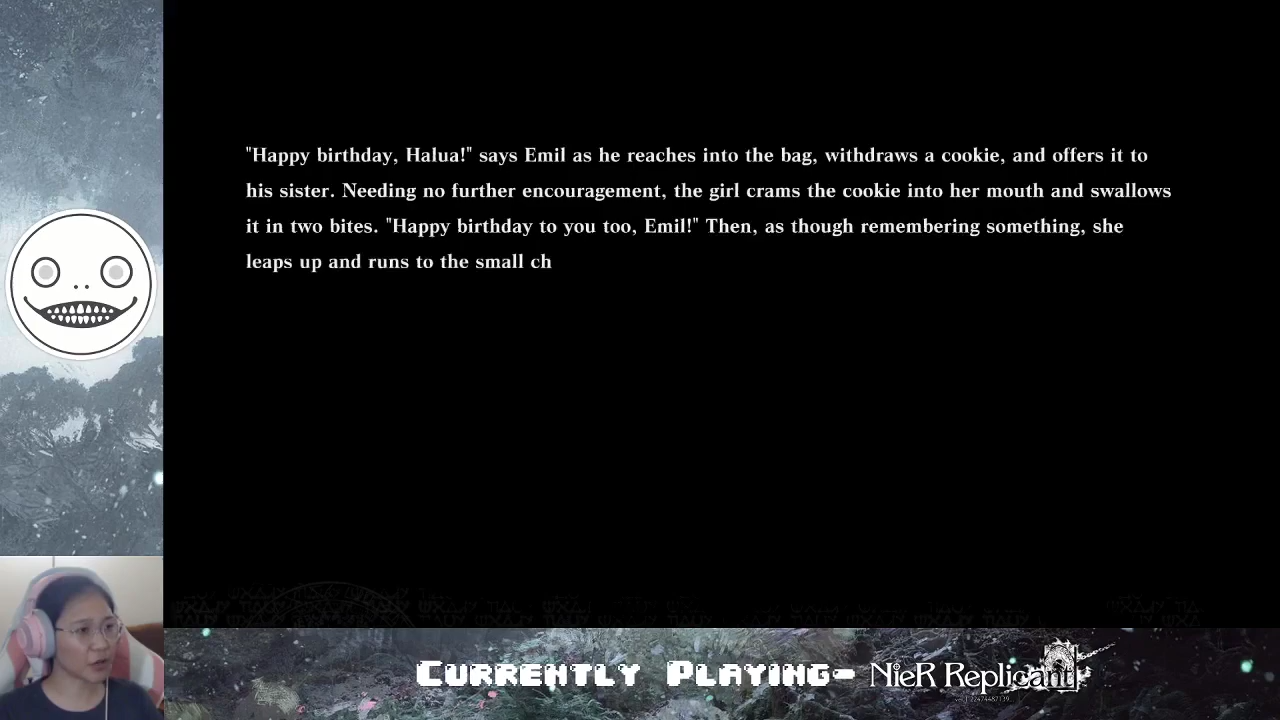 "Happy birthday, Halua!" says Emil as he reaches into the bag, withdraws a cookie, and offers it to
his sister. Needing no further encouragement, the girl crams the cookie into her mouth and swallows
it in two bites. "Happy birthday to you too, Emil!" Then, as though remembering something, she
leaps up and runs to the small ch
Currently Playing- NieR Replicant